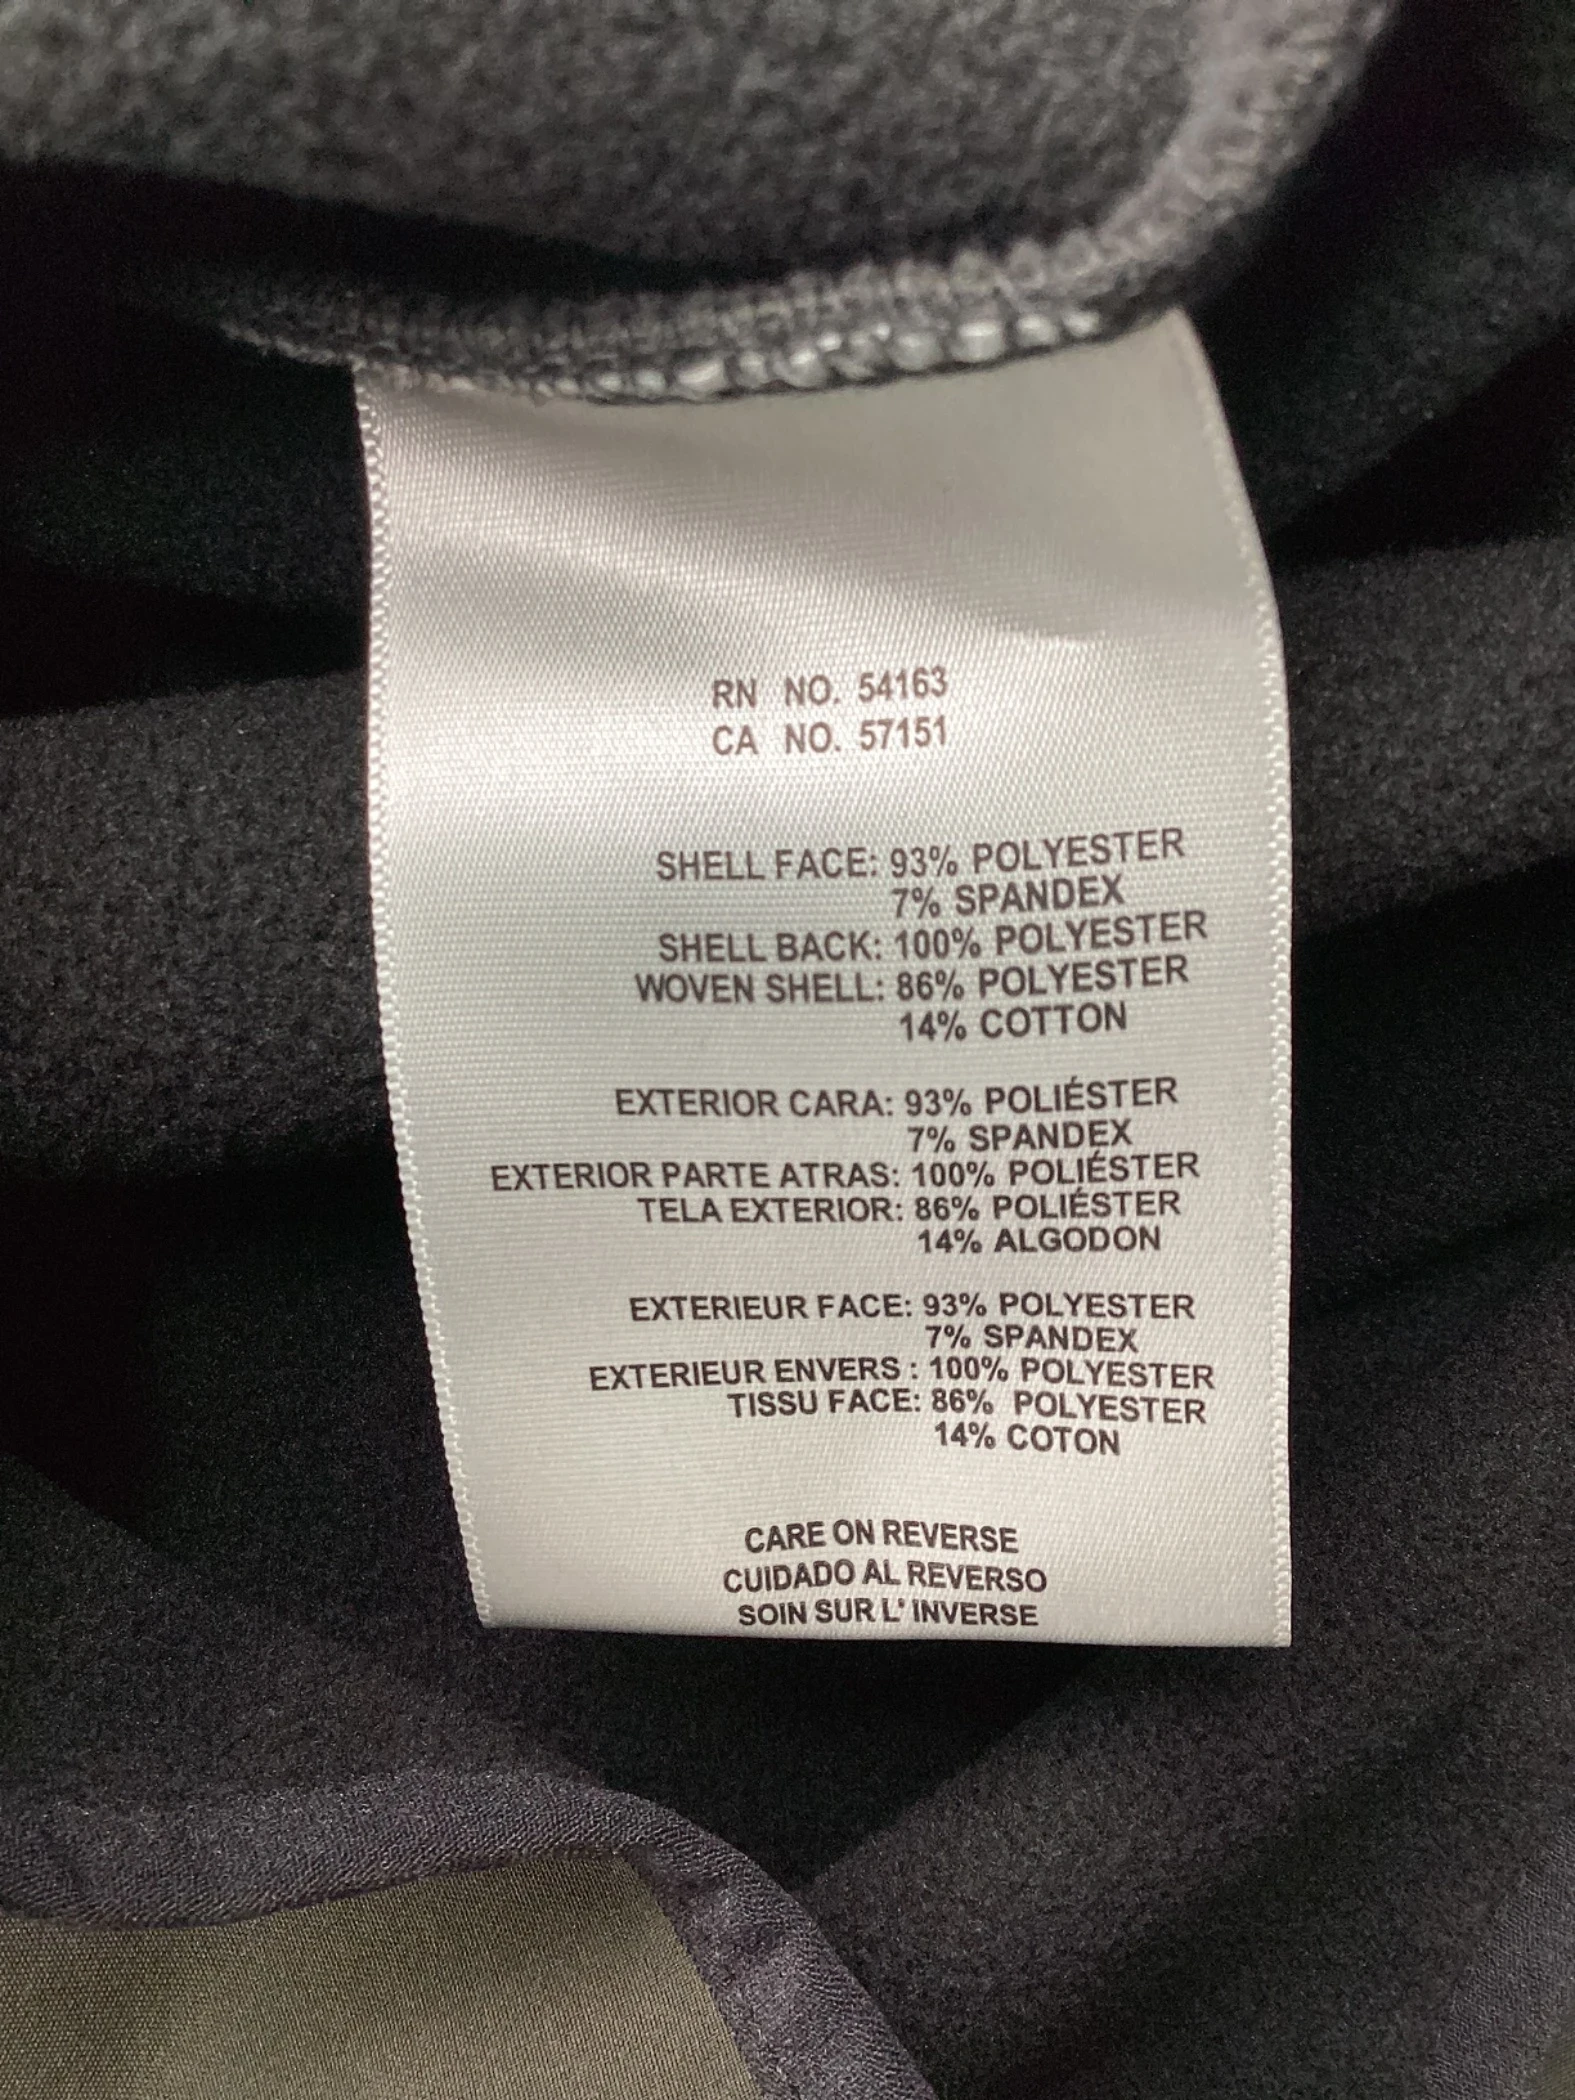 RN NO. 54163
CA NO. 57151
SHELL FACE: 93% POLYESTER
7% SPANDEX
SHELL BACK: 100% POLYESTER
WOVEN SHELL: 86% POLYESTER
14% COTTON
EXTERIOR CARA: 93% POLIÉSTER
7% SPANDEX
EXTERIOR PARTE ATRAS: 100% POLIÉSTER
TELA EXTERIOR: 86% POLIÉSTER
14% ALGODON
EXTERIEUR FACE: 93% POLYESTER
7% SPANDEX
EXTERIEUR ENVERS : 100% POLYESTER
TISSU FACE: 86% POLYESTER
14% COTON
CARE ON REVERSE
CUIDADO AL REVERSO
SOIN SUR L' INVERSE